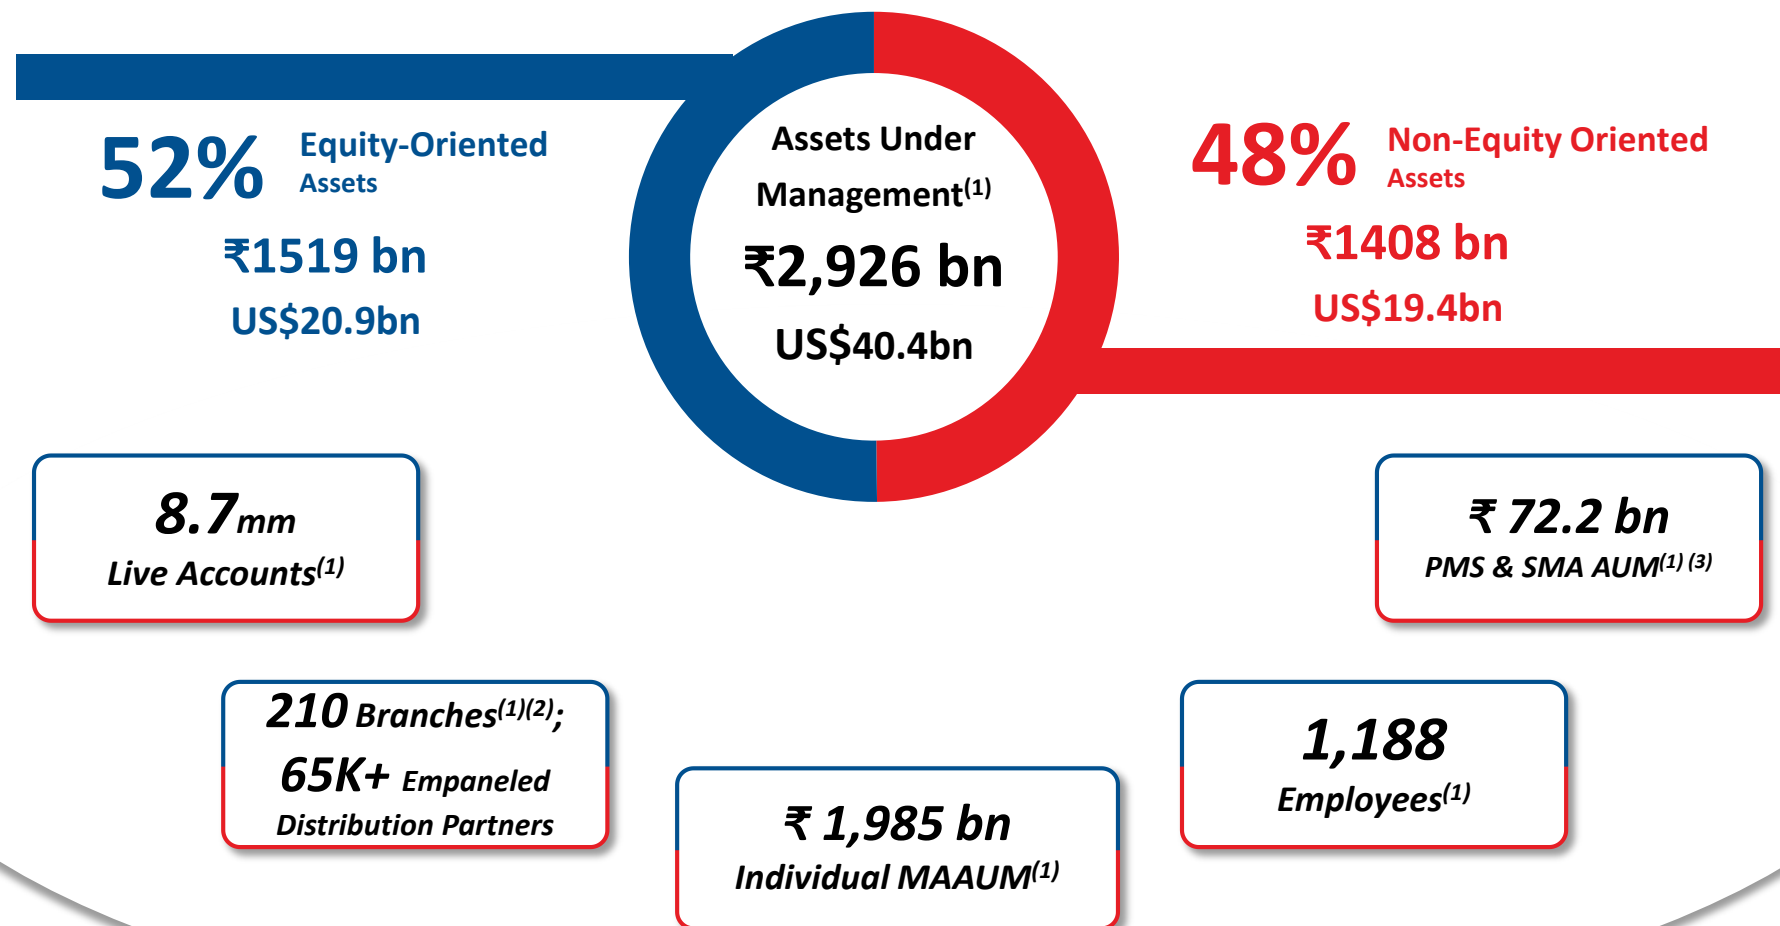 52% Equity-Oriented
Assets
₹1519 bn
US$20.9bn
Assets Under
Management(1)
₹2,926 bn
US$40.4bn
48% Non-Equity Oriented
Assets
₹1408 bn
US$19.4bn
8.7mm
Live Accounts(1)
₹ 72.2 bn
PMS & SMA AUM(1) (3)
210 Branches(1)(2);
65K+ Empaneled
Distribution Partners
₹ 1,985 bn
Individual MAAUM(1)
1,188
Employees(1)